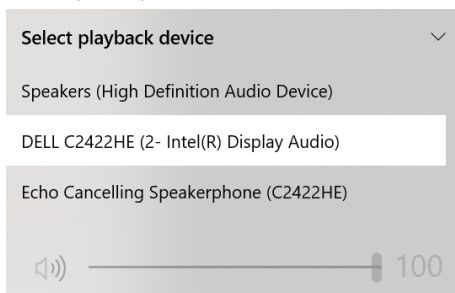 Select playback device
Speakers (High Definition Audio Device)
DELL C2422HE (2- Intel(R) Display Audio)
Echo Cancelling Speakerphone (C2422HE)
100